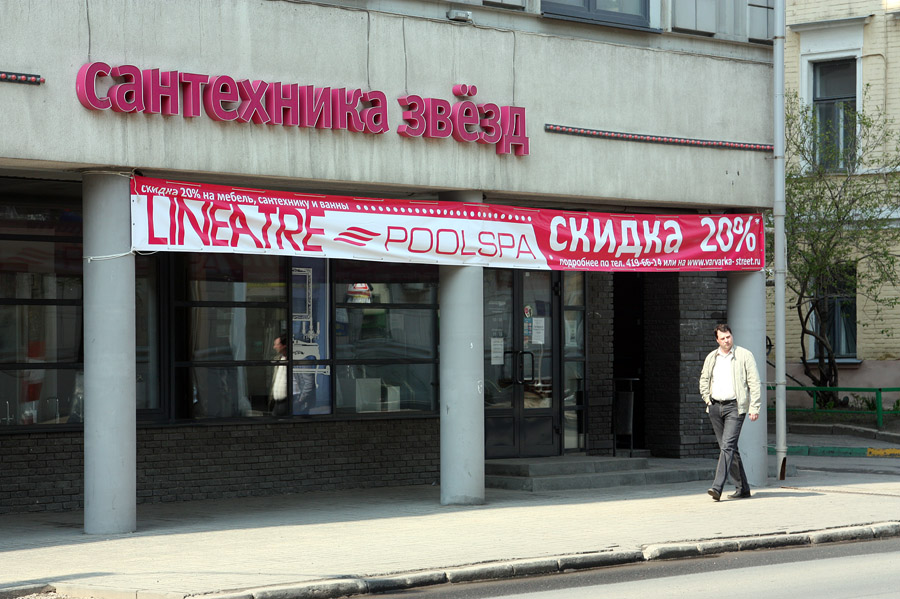 сантехника звёзд
скидка 20% на мебель, сантехнику и ванны
LINEATRE POOLSPA скидка 20%*
подробнее по тел. 419-66-14 или на www.varvarka-street.ru